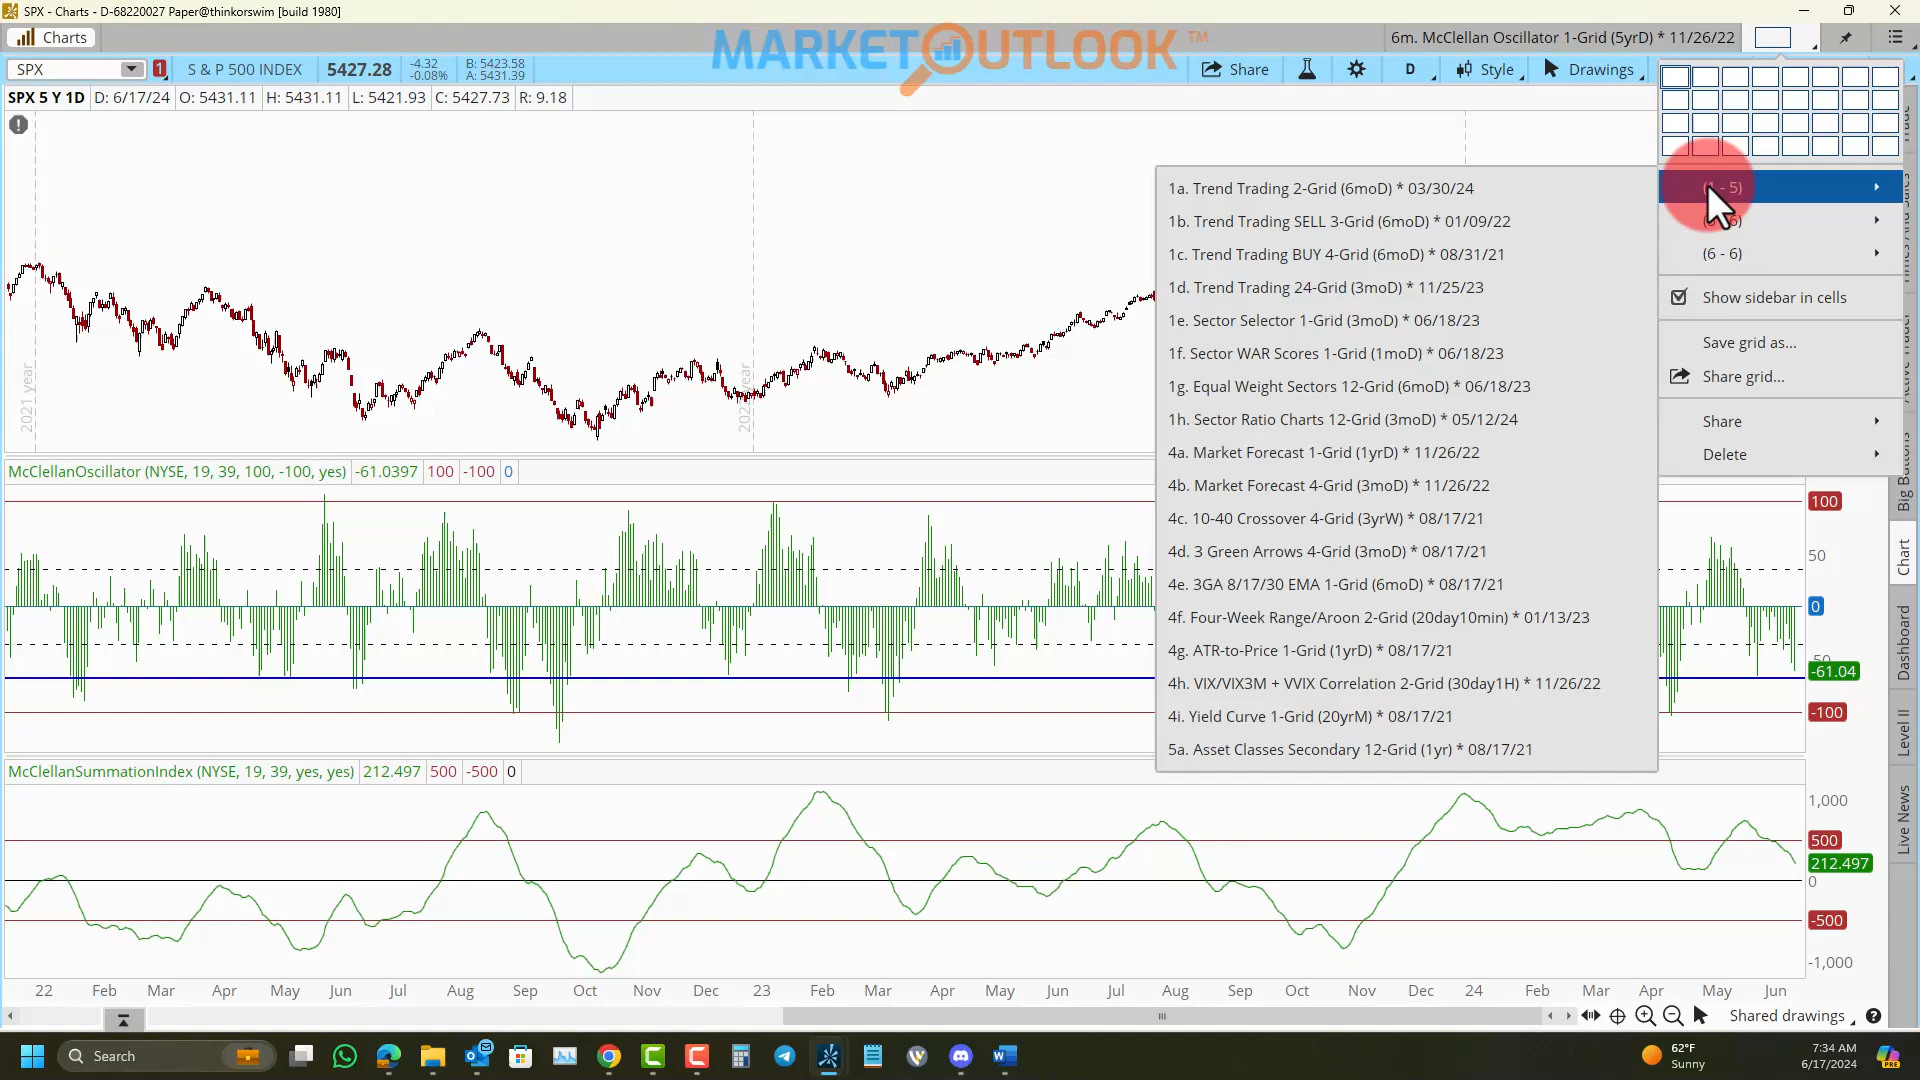 SPX - Charts - D-68220027 Paper@thinkorswim [build 1980]
Charts
MARKETOUTLOOK™
6m. McClellan Oscillator 1-Grid (5yrD) * 11/26/22
SPX
1
S & P 500 INDEX
5427.28
-4.32
-0.08%
B: 5423.58
A: 5431.39
Share
D
Style
Drawings
SPX 5 Y 1D
D: 6/17/24
O: 5431.11
H: 5431.11
L: 5421.93
C: 5427.73
R: 9.18
2021 year
1a. Trend Trading 2-Grid (6moD) * 03/30/24
1b. Trend Trading SELL 3-Grid (6moD) * 01/09/22
1c. Trend Trading BUY 4-Grid (6moD) * 08/31/21
1d. Trend Trading 24-Grid (3moD) * 11/25/23
1e. Sector Selector 1-Grid (3moD) * 06/18/23
1f. Sector WAR Scores 1-Grid (1moD) * 06/18/23
1g. Equal Weight Sectors 12-Grid (6moD) * 06/18/23
1h. Sector Ratio Charts 12-Grid (3moD) * 05/12/24
4a. Market Forecast 1-Grid (1yrD) * 11/26/22
4b. Market Forecast 4-Grid (3moD) * 11/26/22
4c. 10-40 Crossover 4-Grid (3yrW) * 08/17/21
4d. 3 Green Arrows 4-Grid (3moD) * 08/17/21
4e. 3GA 8/17/30 EMA 1-Grid (6moD) * 08/17/21
4f. Four-Week Range/Aroon 2-Grid (20day10min) * 01/13/23
4g. ATR-to-Price 1-Grid (1yrD) * 08/17/21
4h. VIX/VIX3M + VVIX Correlation 2-Grid (30day1H) * 11/26/22
4i. Yield Curve 1-Grid (20yrM) * 08/17/21
5a. Asset Classes Secondary 12-Grid (1yr) * 08/17/21
(6 - 6)
Show sidebar in cells
Save grid as...
Share grid...
Share
Delete
Big Buttons
Chart
Dashboard
Level II
Live News
McClellanOscillator (NYSE, 19, 39, 100, -100, yes)
-61.0397
100
-100
0
100
50
0
-61.04
-100
McClellanSummationIndex (NYSE, 19, 39, yes, yes)
212.497
500
-500
0
1,000
500
212.497
0
-500
-1,000
22 Feb Mar Apr May Jun Jul Aug Sep Oct Nov Dec 23 Feb Mar Apr May Jun Jul Aug Sep Oct Nov Dec 24 Feb Mar Apr May Jun
Shared drawings
Search
62°F
Sunny
7:34 AM
6/17/2024